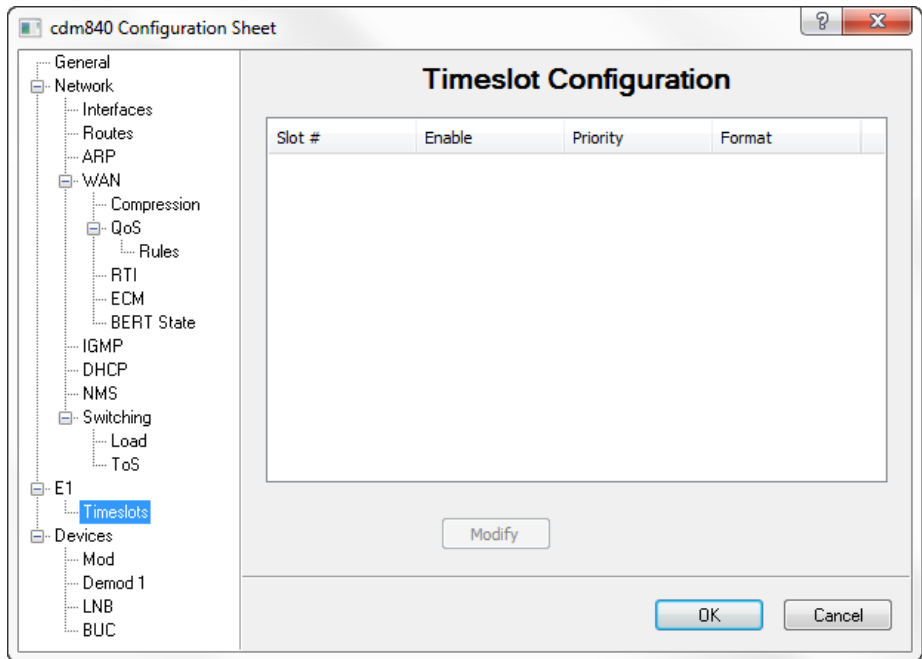 cdm840 Configuration Sheet
?
General
Network
Interfaces
Routes
ARP
WAN
Compression
QoS
Rules
RTI
ECM
BERT State
IGMP
DHCP
NMS
Switching
Load
ToS
E1
Timeslots
Devices
Mod
Demod 1
LNB
BUC
Timeslot Configuration
Slot # Enable Priority Format
Modify
OK Cancel